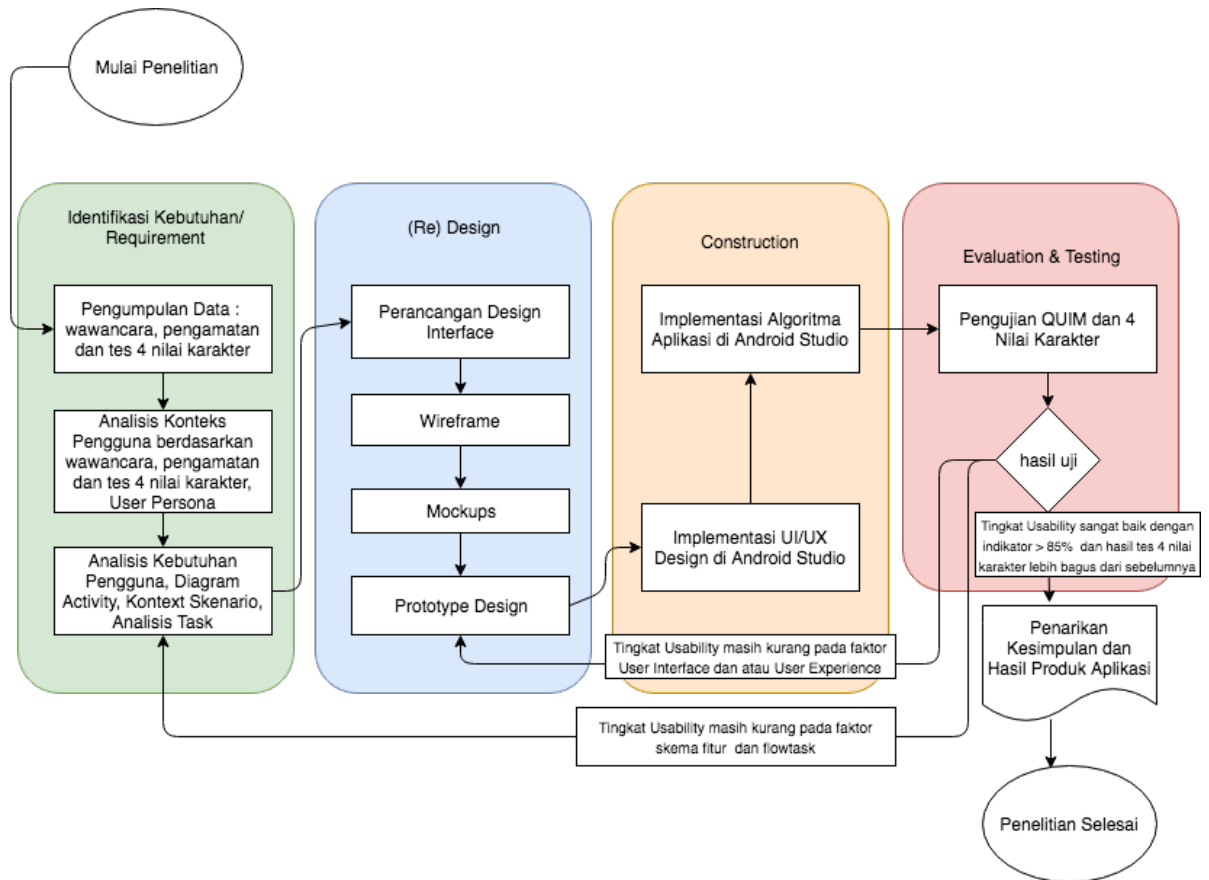 Mulai Penelitian
Identifikasi Kebutuhan/
Requirement
Pengumpulan Data :
wawancara, pengamatan
dan tes 4 nilai karakter
Analisis Konteks
Pengguna berdasarkan
wawancara, pengamatan
dan tes 4 nilai karakter,
User Persona
Analisis Kebutuhan
Pengguna, Diagram
Activity, Kontext Skenario,
Analisis Task
(Re) Design
Perancangan Design
Interface
Wireframe
Mockups
Prototype Design
Construction
Implementasi Algoritma
Aplikasi di Android Studio
Implementasi UI/UX
Design di Android Studio
Evaluation & Testing
Pengujian QUIM dan 4
Nilai Karakter
hasil uji
Tingkat Usability sangat baik dengan
indikator > 85% dan hasil tes 4 nilai
karakter lebih bagus dari sebelumnya
Tingkat Usability masih kurang pada faktor
User Interface dan atau User Experience
Tingkat Usability masih kurang pada faktor
skema fitur dan flowtask
Penarikan
Kesimpulan dan
Hasil Produk Aplikasi
Penelitian Selesai